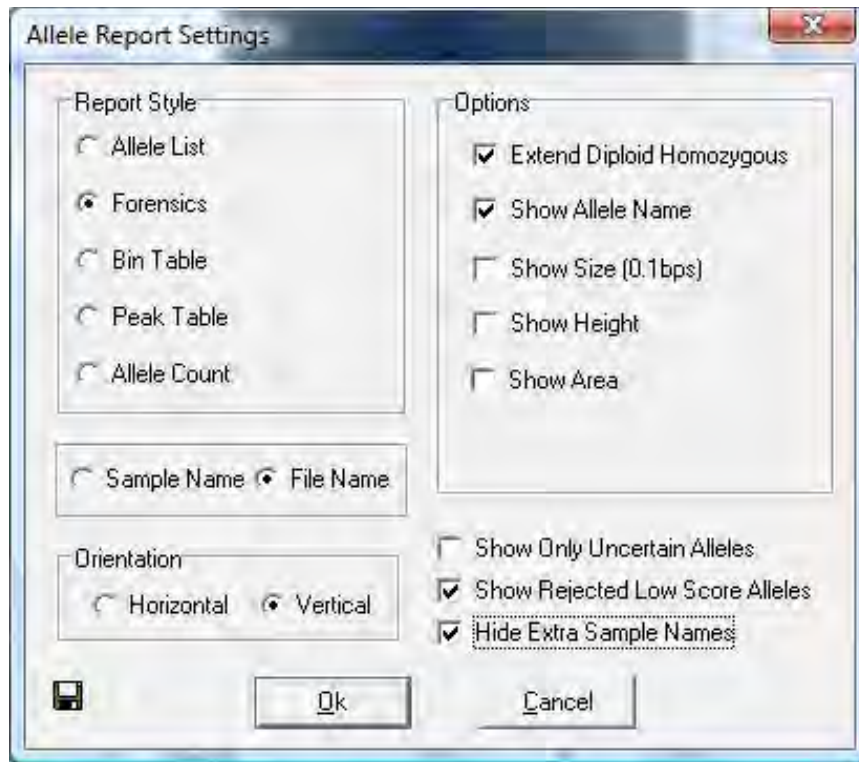 Allele Report Settings
Report Style
Allele List
Forensics
Bin Table
Peak Table
Allele Count
Sample Name File Name
Orientation
Horizontal Vertical
Options
Extend Diploid Homozygous
Show Allele Name
Show Size (0.1bps)
Show Height
Show Area
Show Only Uncertain Alleles
Show Rejected Low Score Alleles
Hide Extra Sample Names
Ok Cancel